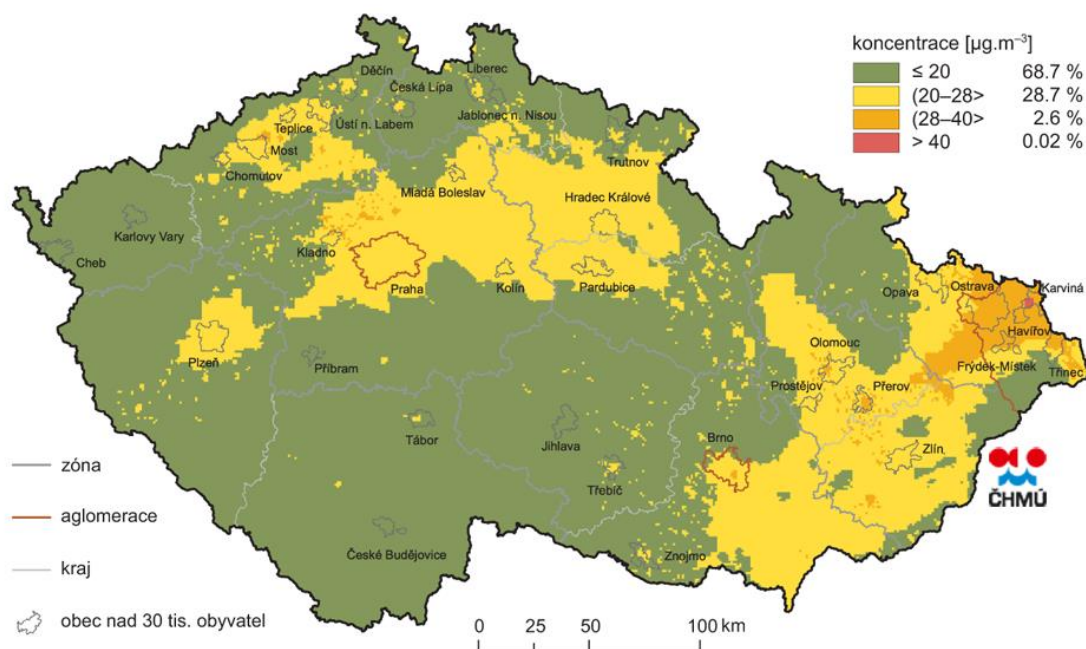 koncentrace [µg.m⁻³]
≤ 20 68.7 %
(20–28> 28.7 %
(28–40> 2.6 %
> 40 0.02 %
Děčín
Liberec
Česká Lípa
Teplice
Ústí n. Labem
Jablonec n. Nisou
Most
Trutnov
Chomutov
Mladá Boleslav
Hradec Králové
Karlovy Vary
Kladno
Cheb
Praha
Kolín
Pardubice
Opava
Ostrava
Karviná
Havířov
Plzeň
Příbram
Olomouc
Frýdek-Místek
Třinec
Prostějov
Přerov
Tábor
Jihlava
Brno
Zlín
Třebíč
ČHMÚ
České Budějovice
Znojmo
zóna
aglomerace
kraj
obec nad 30 tis. obyvatel
0 25 50 100 km